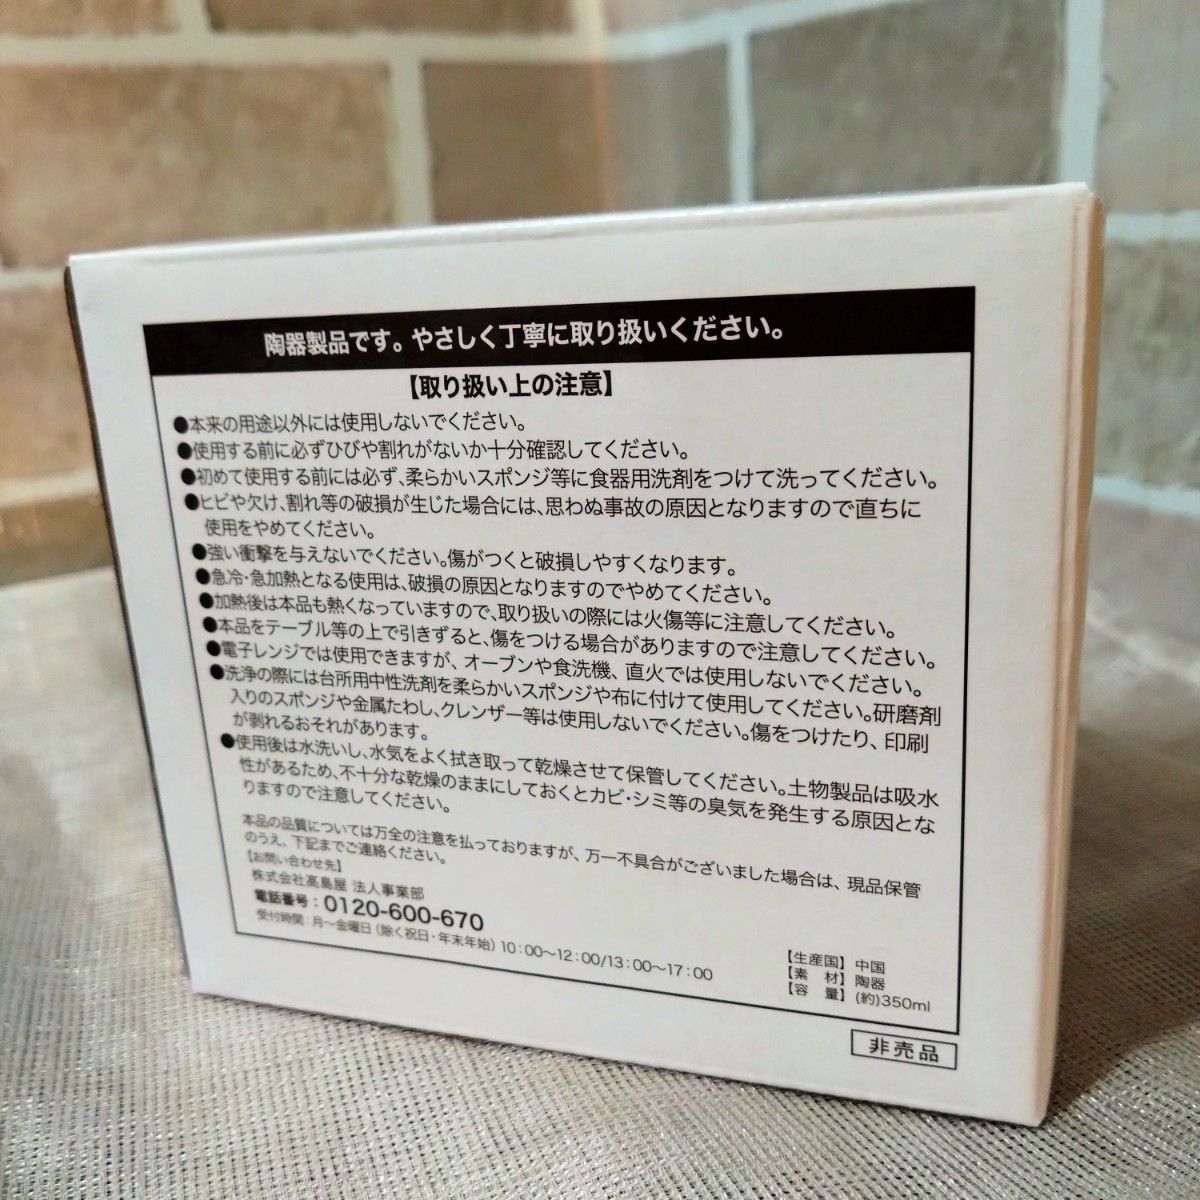 陶器製品です。やさしく丁寧に取り扱いください。
【取り扱い上の注意】
●本来の用途以外には使用しないでください。
●使用する前に必ずひびや割れがないか十分確認してください。
●初めて使用する前には必ず、柔らかいスポンジ等に食器用洗剤をつけて洗ってください。
●ヒビや欠け、割れ等の破損が生じた場合には、思わぬ事故の原因となりますので直ちに
使用をやめてください。
●強い衝撃を与えないでください。傷がつくと破損しやすくなります。
●急冷・急加熱となる使用は、破損の原因となりますのでやめてください。
●加熱後は本品も熱くなっていますので、取り扱いの際には火傷等に注意してください。
●本品をテーブル等の上で引きずると、傷をつける場合がありますので注意してください。
●電子レンジでは使用できますが、オーブンや食洗機、直火では使用しないでください。
●洗浄の際には台所用中性洗剤を柔らかいスポンジや布に付けて使用してください。研磨剤
入りのスポンジや金属たわし、クレンザー等は使用しないでください。傷をつけたり、印刷
が剥れるおそれがあります。
●使用後は水洗いし、水気をよく拭き取って乾燥させて保管してください。土物製品は吸水
性があるため、不十分な乾燥のままにしておくとカビ・シミ等の臭気を発生する原因とな
りますので注意してください。
本品の品質については万全の注意を払っておりますが、万一不具合がございました場合は、現品保管
のうえ、下記までご連絡ください。
【お問い合わせ先】
株式会社髙島屋 法人事業部
電話番号：0120-600-670
受付時間：月～金曜日（除く祝日・年末年始）10：00～12：00/13：00～17：00
【生産国】中国
【素　材】陶器
【容　量】(約)350ml
非売品